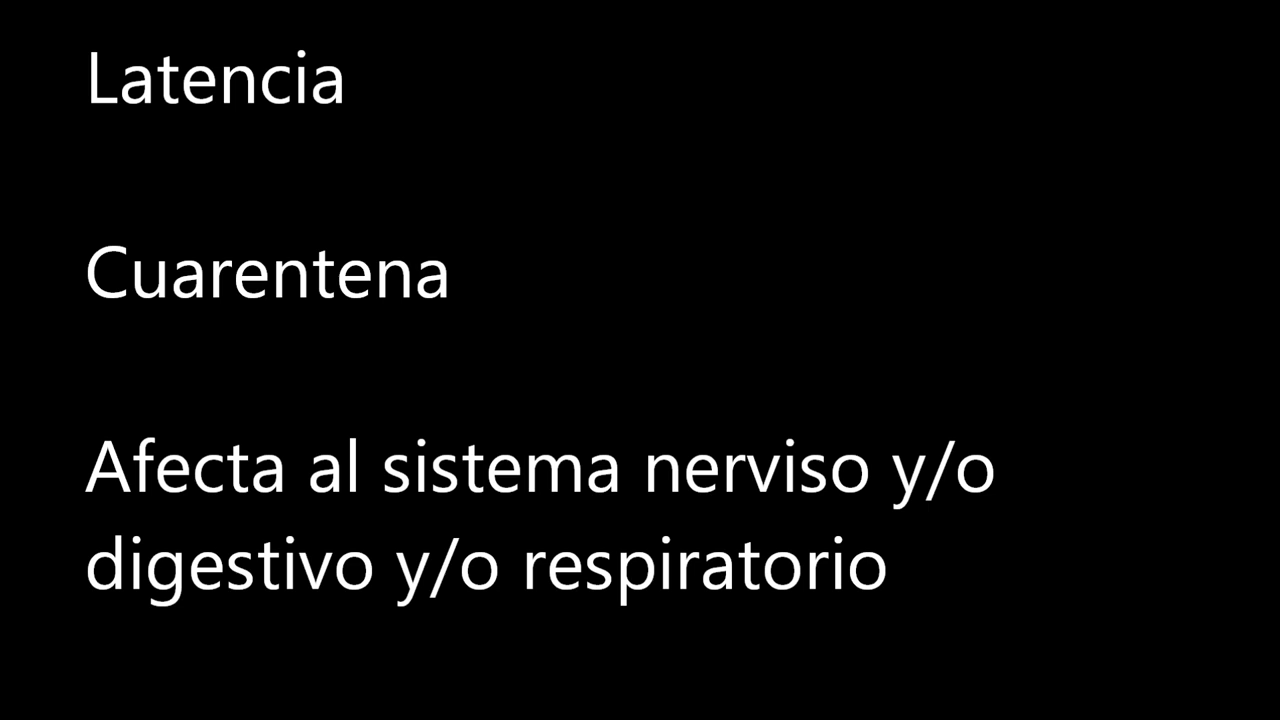 Latencia
Cuarentena
Afecta al sistema nerviso y/o
digestivo y/o respiratorio